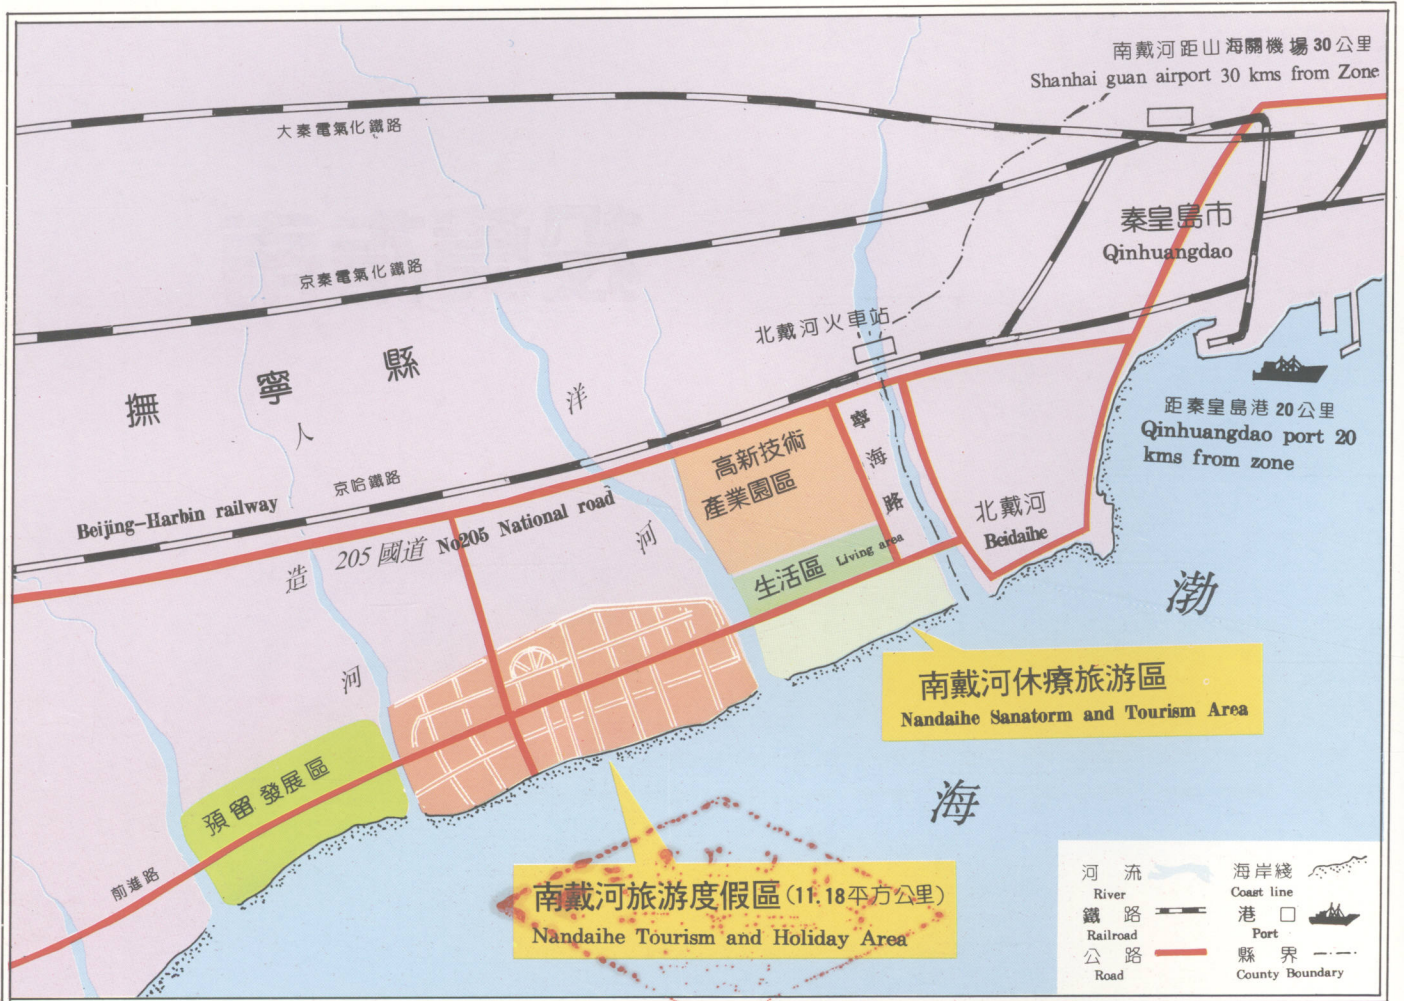 南戴河距山海關機場30公里
Shanhai guan airport 30 kms from Zone
大秦電氣化鐵路
秦皇島市
Qinhuangdao
京秦電氣化鐵路
北戴河火車站
撫寧縣
距秦皇島港20公里
Qinhuangdao port 20
kms from zone
洋河
人造河
寧海路
高新技術
產業園區
京哈鐵路
Beijing-Harbin railway
205國道 No205 National road
北戴河
Beidaihe
生活區 Living area
渤海
南戴河休療旅游區
Nandaihe Sanatorm and Tourism Area
預留發展區
前進路
南戴河旅游度假區(11.18平方公里)
Nandaihe Tourism and Holiday Area
河流
River
海岸綫
Coast line
鐵路
Railroad
港口
Port
公路
Road
縣界
County Boundary